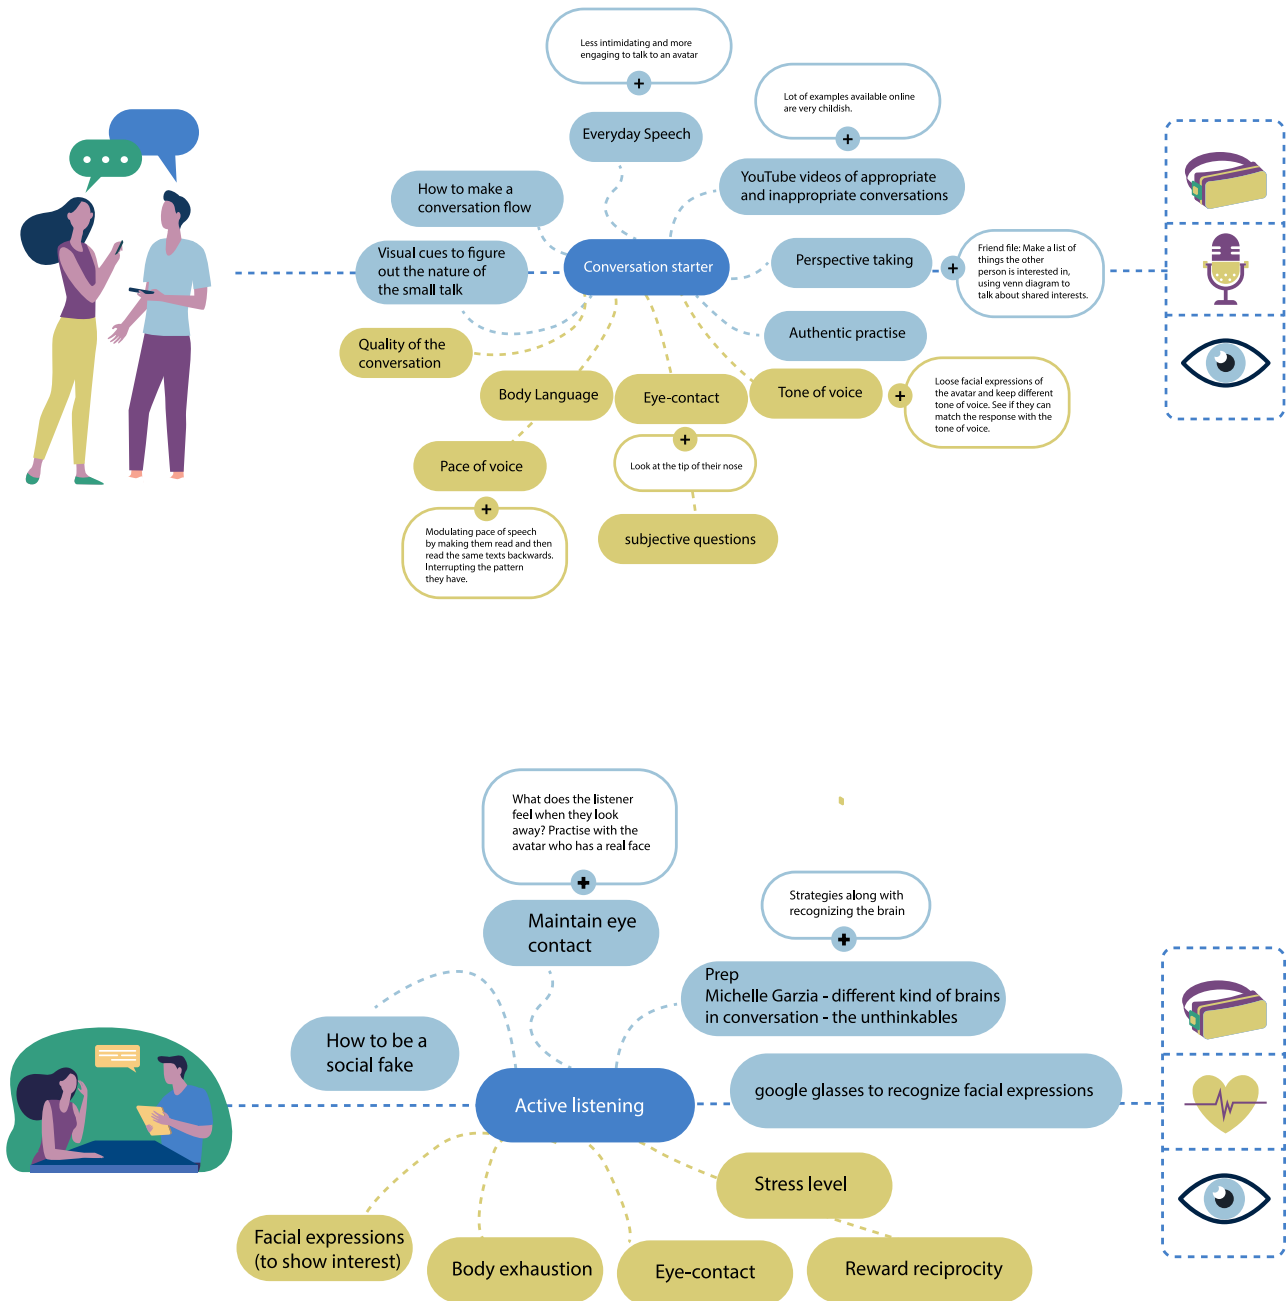 Less intimidating and more
engaging to talk to an avatar
Everyday Speech
Lot of examples available online
are very childish.
YouTube videos of appropriate
and inappropriate conversations
How to make a
conversation flow
Visual cues to figure
out the nature of
the small talk
Conversation starter
Perspective taking
Friend file: Make a list of
things the other
person is interested in,
using venn diagram to
talk about shared interests.
Authentic practise
Quality of the
conversation
Body Language
Eye-contact
Tone of voice
Loose facial expressions of
the avatar and keep different
tone of voice. See if they can
match the response with the
tone of voice.
Pace of voice
Look at the tip of their nose
Modulating pace of speech
by making them read and then
read the same texts backwards.
Interrupting the pattern
they have.
subjective questions
What does the listener
feel when they look
away? Practise with the
avatar who has a real face
Maintain eye
contact
Strategies along with
recognizing the brain
Prep
Michelle Garzia - different kind of brains
in conversation - the unthinkables
How to be a
social fake
Active listening
google glasses to recognize facial expressions
Stress level
Facial expressions
(to show interest)
Body exhaustion
Eye-contact
Reward reciprocity